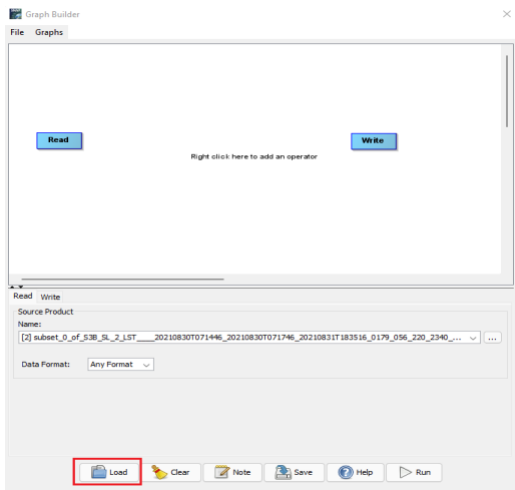 Graph Builder
File Graphs
Read
Write
Right click here to add an operator
Read Write
Source Product
Name:
[2] subset_0_of_S3B_SL_2_LST____20210830T071446_20210830T071746_20210831T183516_0179_056_220_2340_... ...
Data Format: Any Format
Load Clear Note Save Help Run